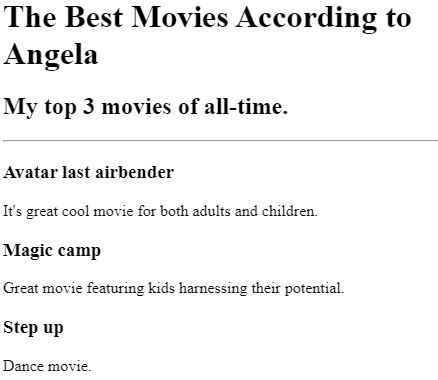 The Best Movies According to
Angela
My top 3 movies of all-time.
Avatar last airbender
It's great cool movie for both adults and children.
Magic camp
Great movie featuring kids harnessing their potential.
Step up
Dance movie.